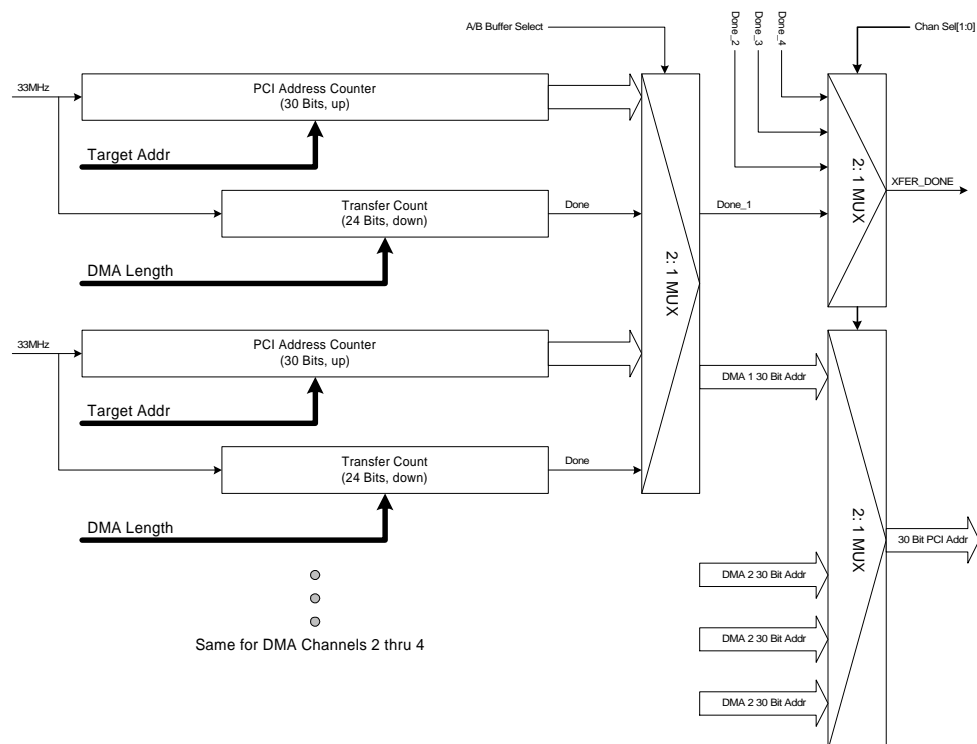 A/B Buffer Select
Done_2
Done_3
Done_4
Chan Sel[1:0]
33MHz
PCI Address Counter
(30 Bits, up)
Target Addr
Transfer Count
(24 Bits, down)
Done
DMA Length
2: 1 MUX
Done_1
2: 1 MUX
XFER_DONE
33MHz
PCI Address Counter
(30 Bits, up)
Target Addr
Transfer Count
(24 Bits, down)
Done
DMA Length
DMA 1 30 Bit Addr
2: 1 MUX
30 Bit PCI Addr
DMA 2 30 Bit Addr
DMA 2 30 Bit Addr
DMA 2 30 Bit Addr
Same for DMA Channels 2 thru 4